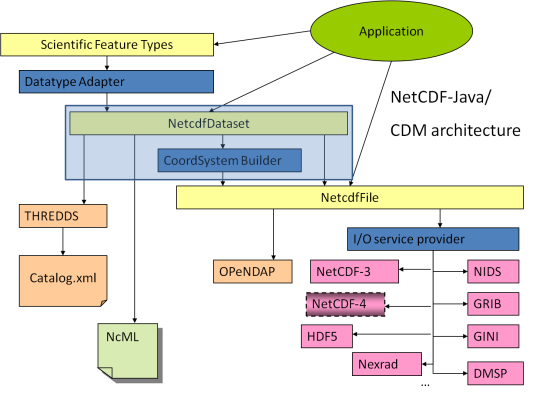 Application
Scientific Feature Types
Datatype Adapter
NetCDF-Java/
CDM architecture
NetcdfDataset
CoordSystem Builder
NetcdfFile
THREDDS
I/O service provider
Catalog.xml
OPeNDAP
NetCDF-3
NIDS
NetCDF-4
GRIB
NcML
HDF5
GINI
Nexrad
DMSP
...